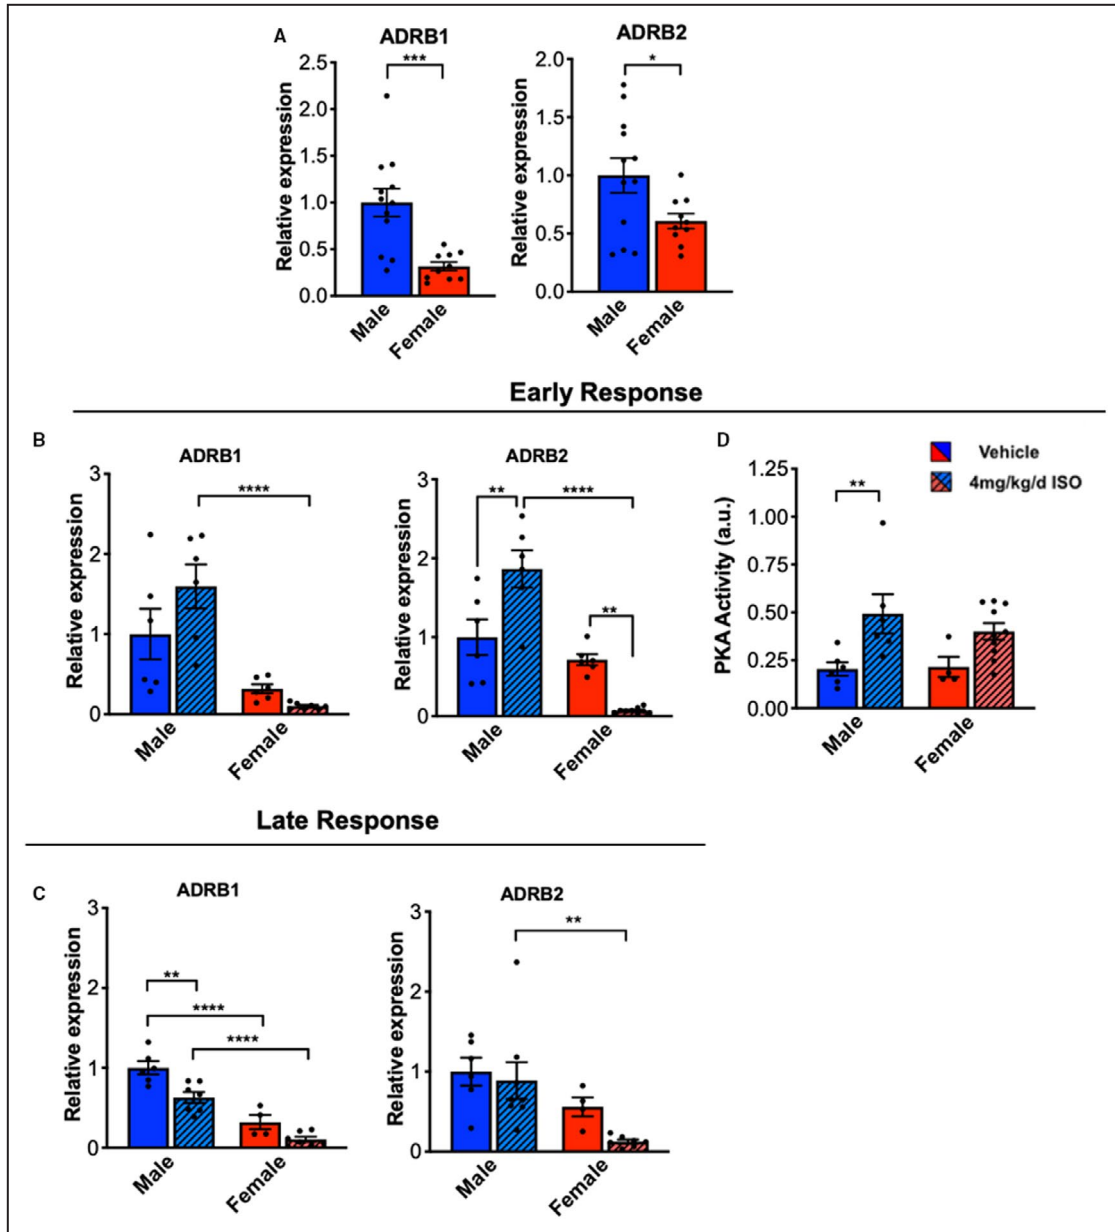 A
ADRB1
ADRB2
***
*
Relative expression
2.5
2.0
1.5
1.0
0.5
0.0
Male
Female
Relative expression
2.0
1.5
1.0
0.5
0.0
Male
Female
Early Response
B
ADRB1
Relative expression
3
2
1
0
****
Male
Female
ADRB2
Relative expression
3
2
1
0
**
****
**
Male
Female
D
Vehicle
4mg/kg/d ISO
PKA Activity (a.u.)
1.25
1.00
0.75
0.50
0.25
0.00
**
Male
Female
Late Response
C
ADRB1
Relative expression
3
2
1
0
**
****
****
Male
Female
ADRB2
Relative expression
3
2
1
0
**
Male
Female